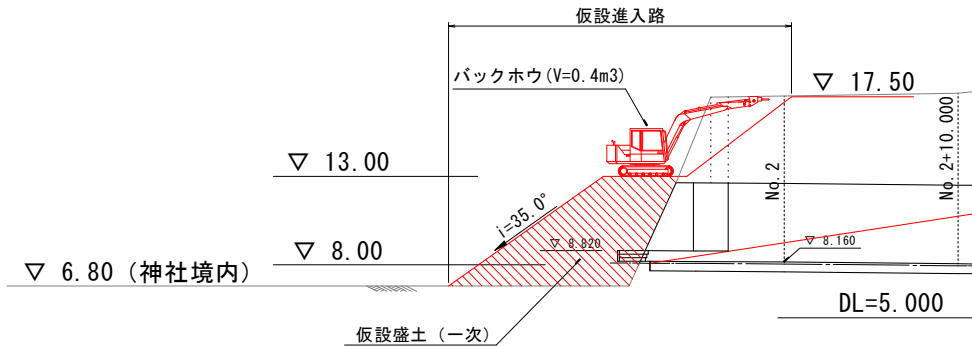 仮設進入路
バックホウ(V=0.4m3)
▽ 17.50
▽ 13.00
No.2
No.2+10.000
i=35.0°
▽ 8.820
▽ 8.160
▽ 8.00
▽ 6.80 (神社境内)
DL=5.000
仮設盛土 (一次)